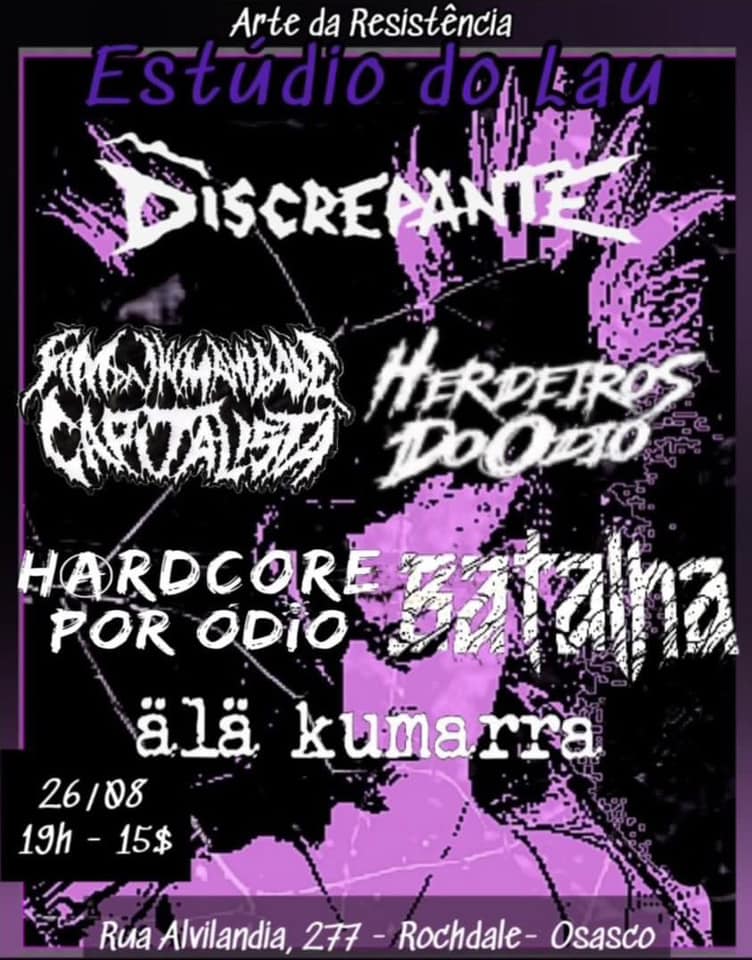 Arte da Resistência
Estúdio do Lau
DISCREPANTE
FIM DA HUMANIDADE
CAPITALISTA
HERDEIROS
DO ODIO
HARDCORE
POR ÓDIO
Batalha
älä kumarra
26/08
19h - 15$
Rua Alvilandia, 277 - Rochdale- Osasco